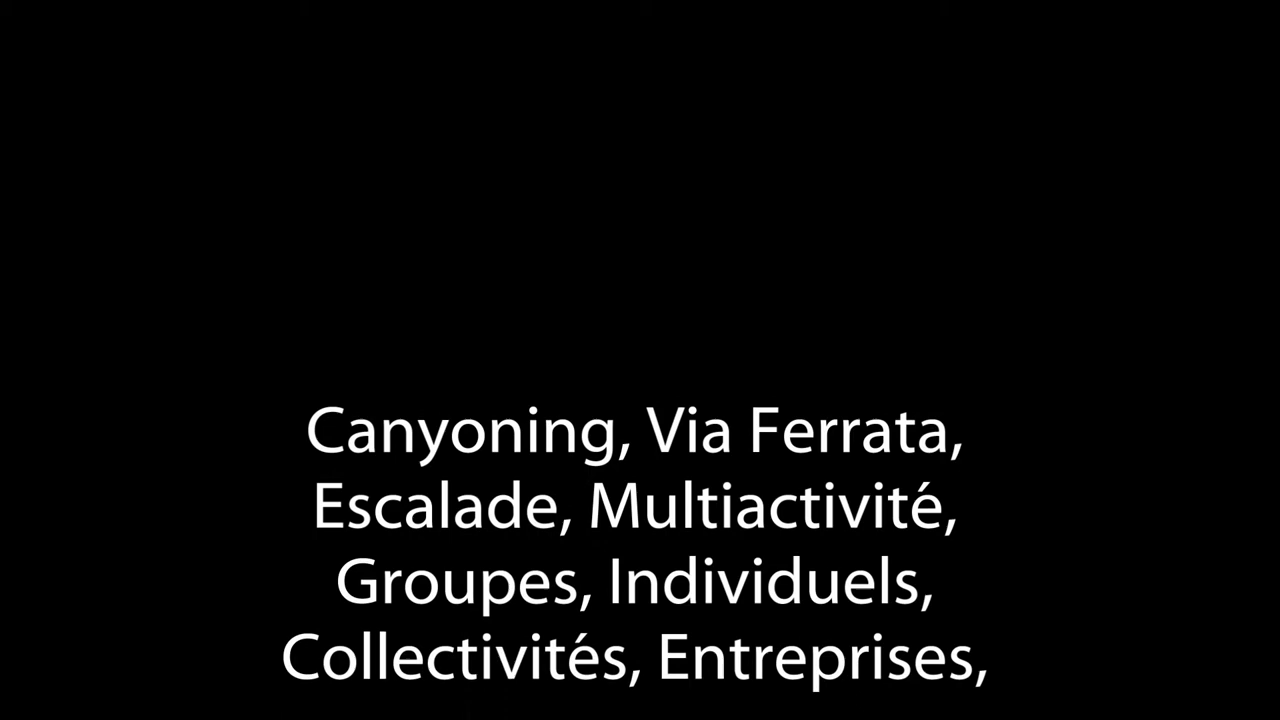 Canyoning, Via Ferrata,
Escalade, Multiactivité,
Groupes, Individuels,
Collectivités, Entreprises,